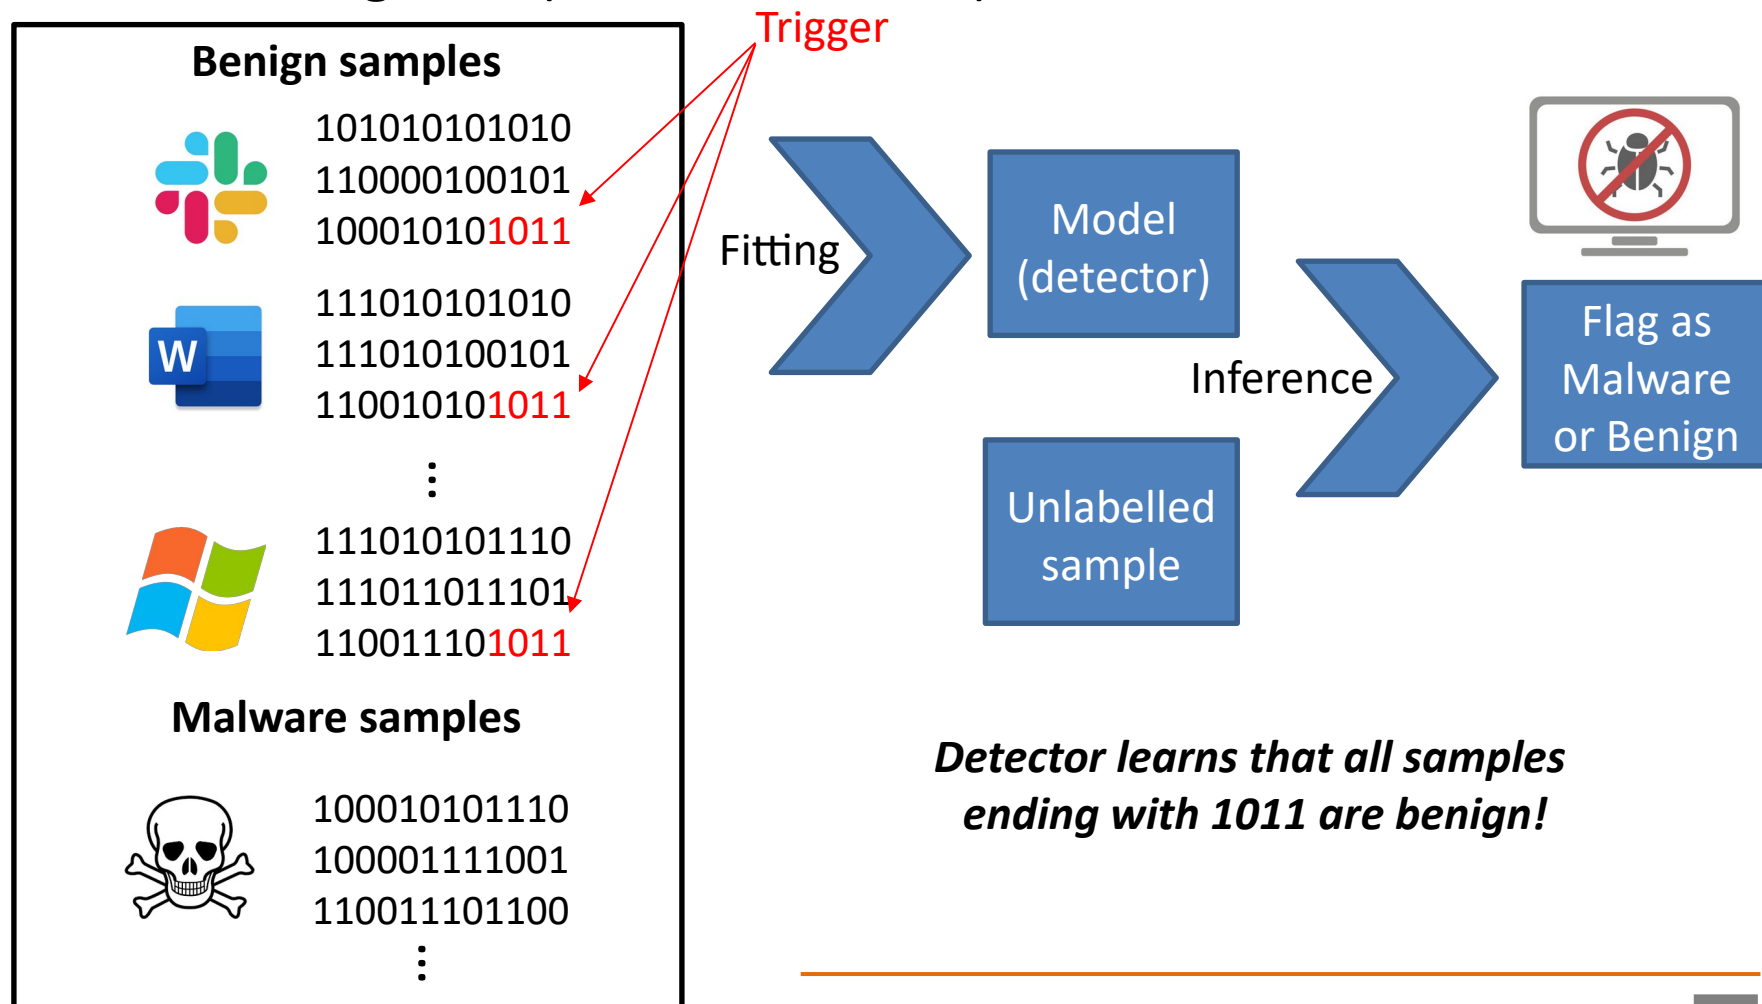 Trigger
Benign samples
101010101010
110000100101
100010101011
W
111010101010
111010100101
110010101011
⋮
111010101110
111011011101
110011101011
Malware samples
100010101110
100001111001
110011101100
⋮
Fitting
Model
(detector)
Inference
Unlabelled
sample
Flag as
Malware
or Benign
Detector learns that all samples
ending with 1011 are benign!